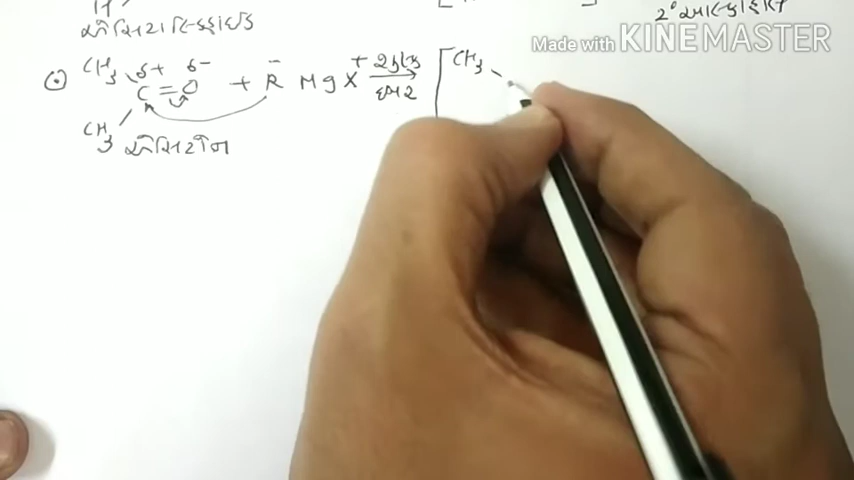 એસિટાલ્ડિહાઇડ
2° આલ્કોહોલ
Made with KINEMASTER
CH3 δ+ δ-
C = O + R̄ MgX⁺ શુષ્ક ઈથર → [ CH3
CH3
એસિટોન